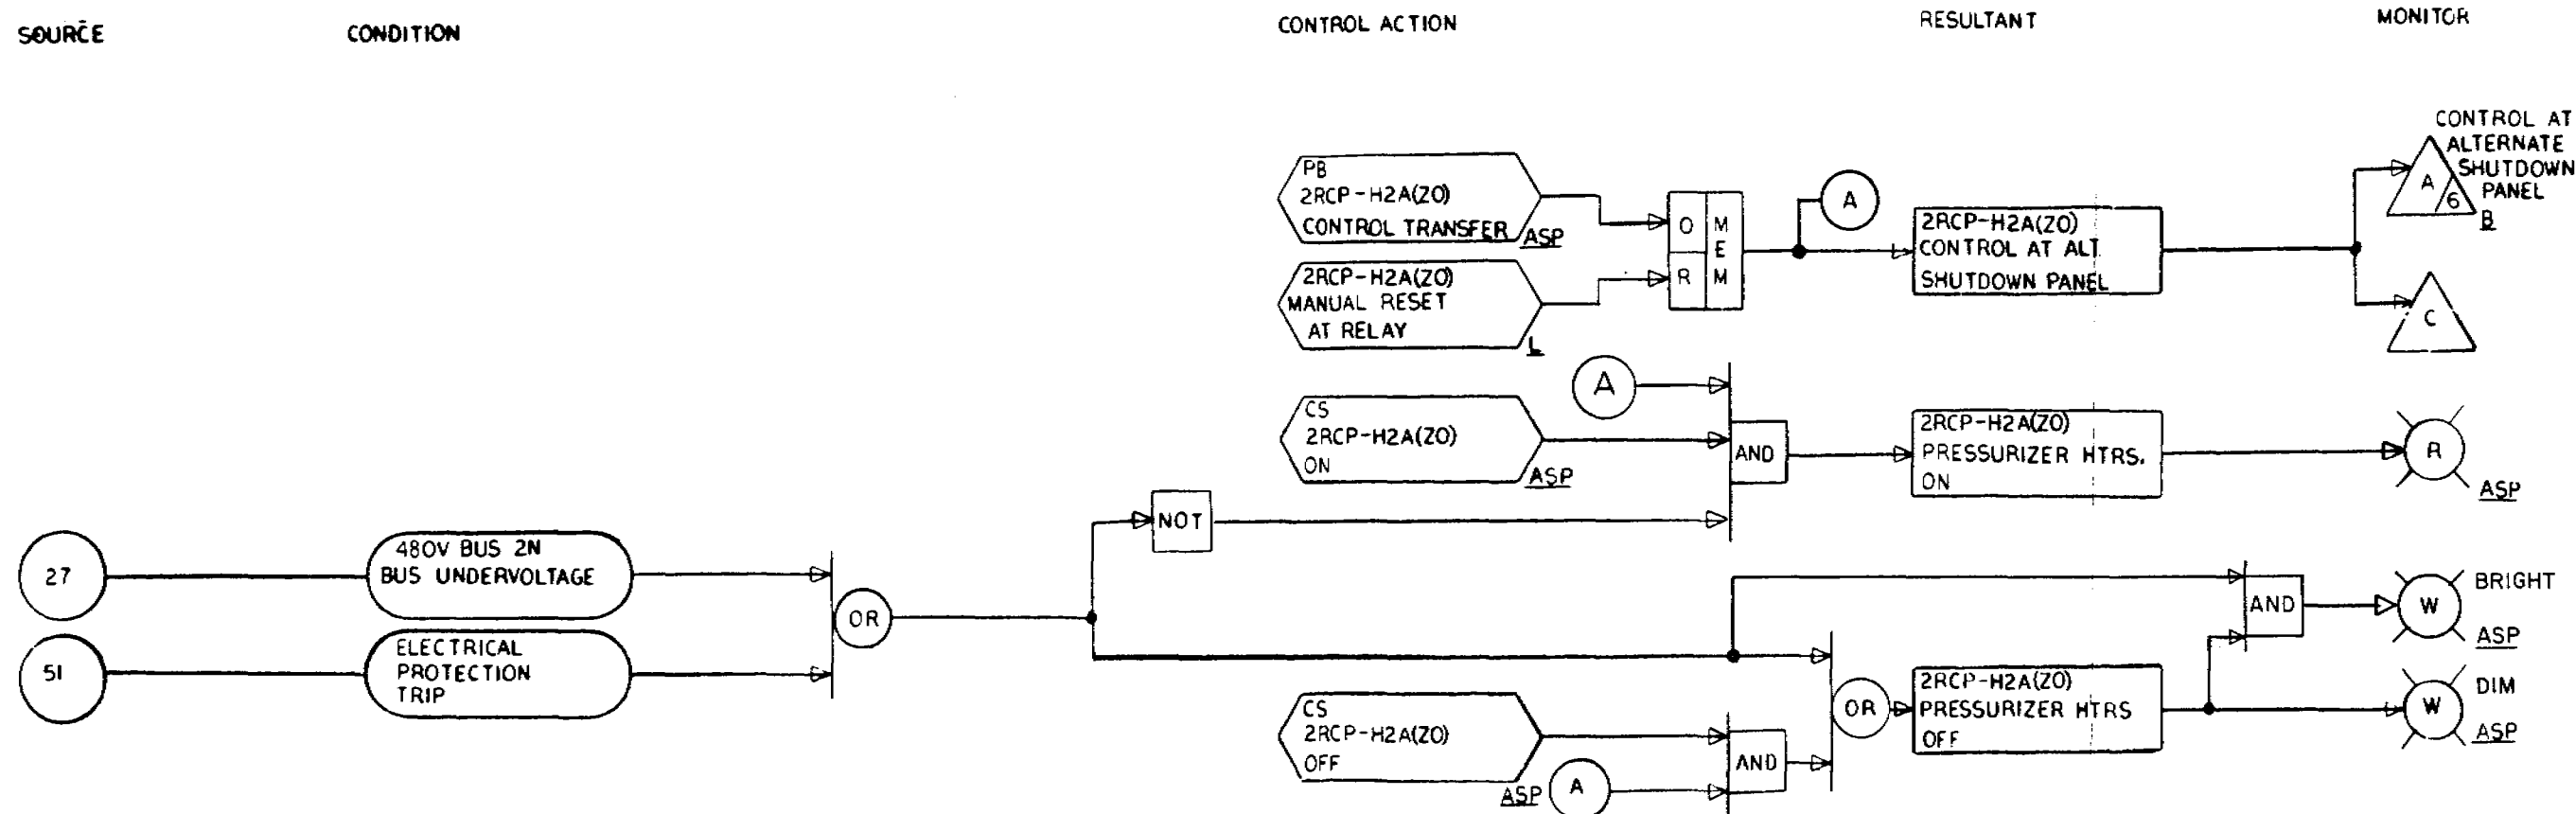 SOURCE
CONDITION
CONTROL ACTION
RESULTANT
MONITOR
PB
2RCP-H2A(ZO)
CONTROL TRANSFER
ASP
2RCP-H2A(ZO)
MANUAL RESET
AT RELAY
L
O
R
M
E
M
A
2RCP-H2A(ZO)
CONTROL AT ALT
SHUTDOWN PANEL
CONTROL AT
ALTERNATE
SHUTDOWN
PANEL
A
6
B
C
A
CS
2RCP-H2A(ZO)
ON
ASP
AND
2RCP-H2A(ZO)
PRESSURIZER HTRS.
ON
R
ASP
NOT
27
480V BUS 2N
BUS UNDERVOLTAGE
OR
51
ELECTRICAL
PROTECTION
TRIP
AND
W
BRIGHT
ASP
CS
2RCP-H2A(ZO)
OFF
ASP
A
AND
OR
2RCP-H2A(ZO)
PRESSURIZER HTRS
OFF
W
DIM
ASP